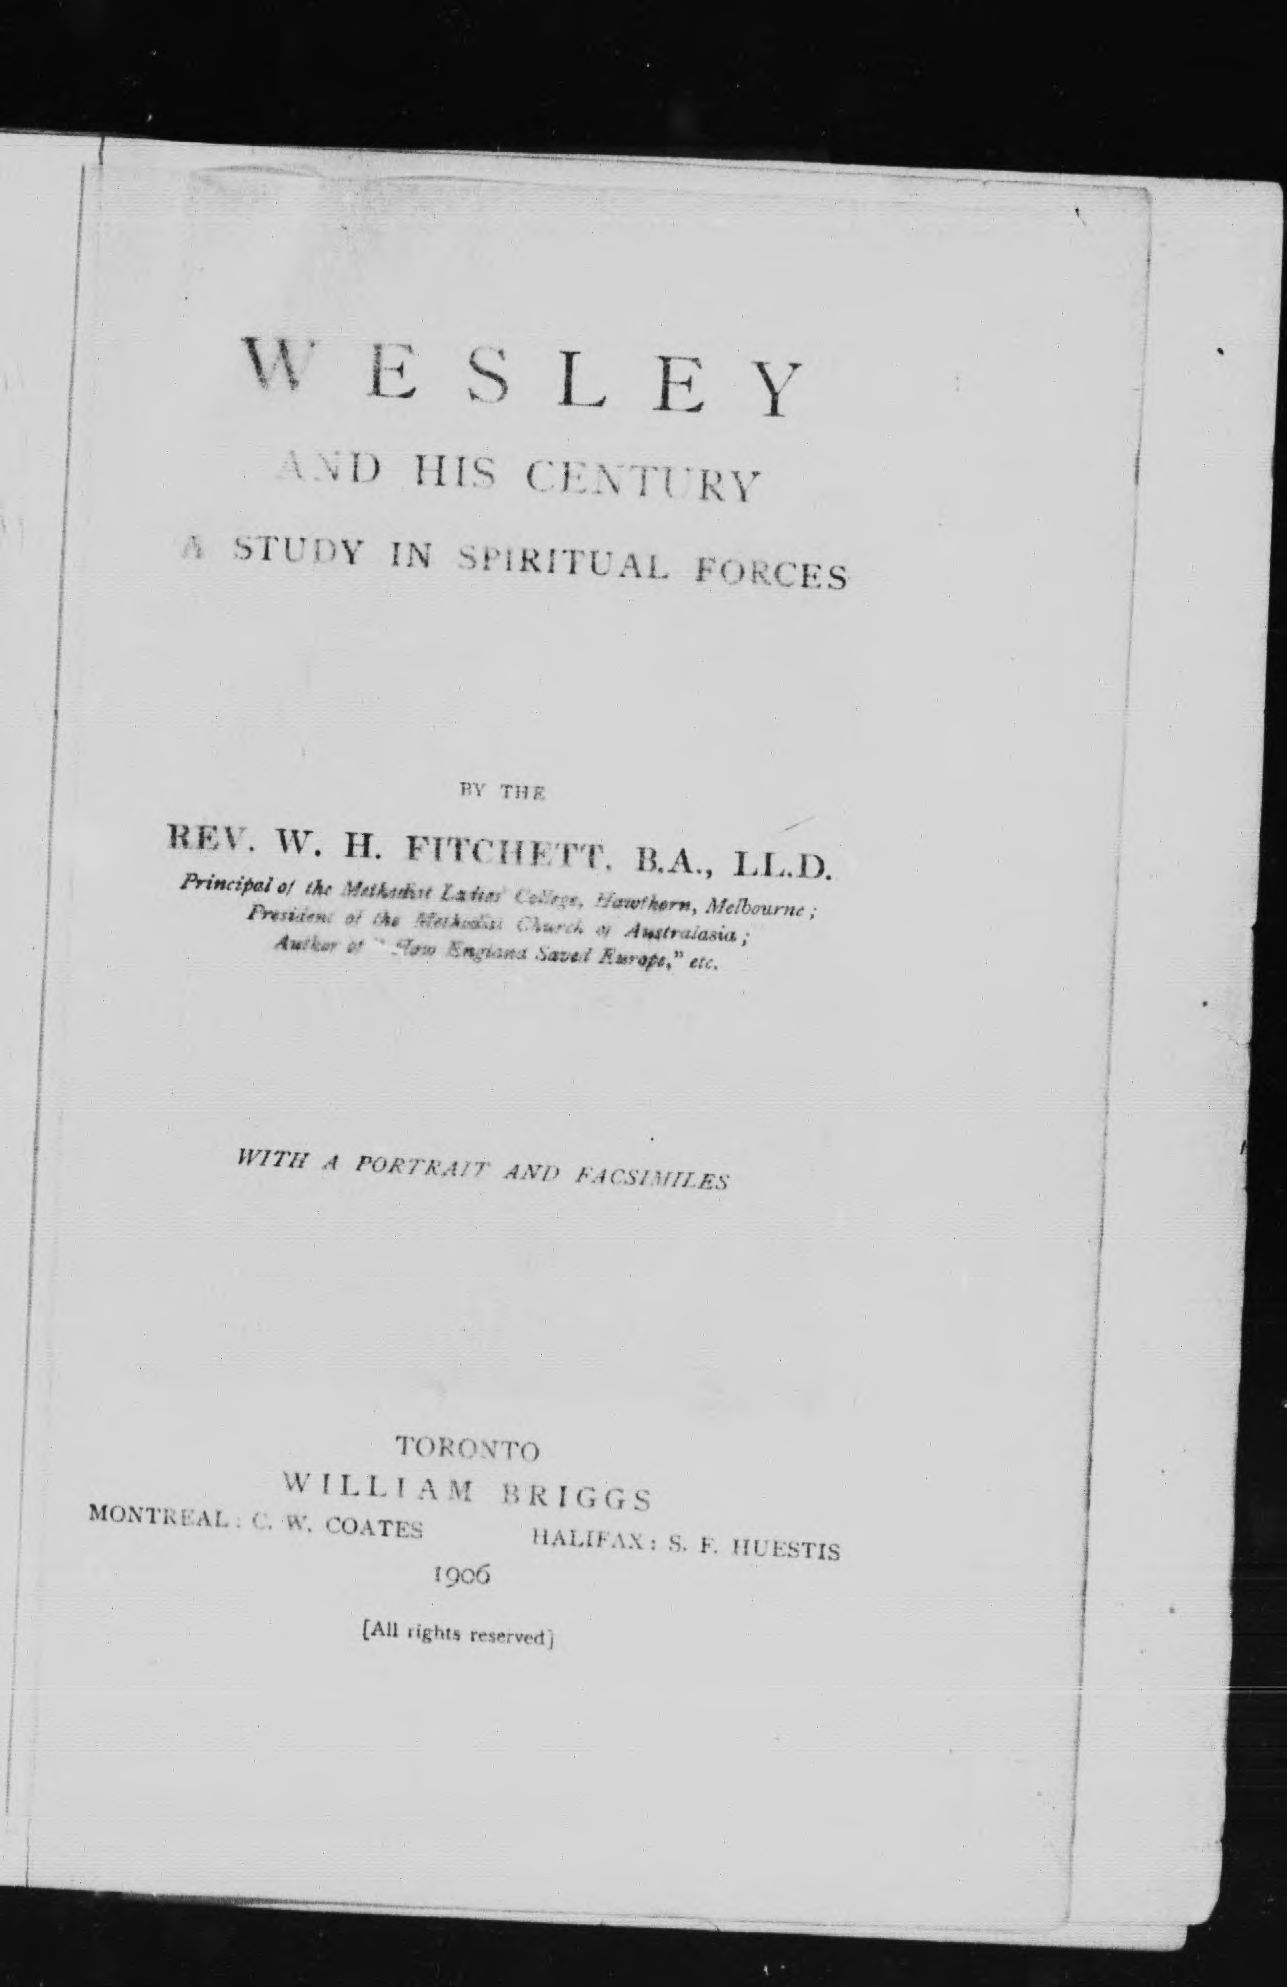 WESLEY
AND HIS CENTURY
A STUDY IN SPIRITUAL FORCES
BY THE
REV. W. H. FITCHETT, B.A., LL.D.
Principal of the Methodist Ladies' College, Hawthorn, Melbourne;
President of the Methodist Church of Australasia;
Author of "How England Saved Europe," etc.
WITH A PORTRAIT AND FACSIMILES
TORONTO
WILLIAM BRIGGS
MONTREAL: C. W. COATES HALIFAX: S. F. HUESTIS
1906
[All rights reserved]